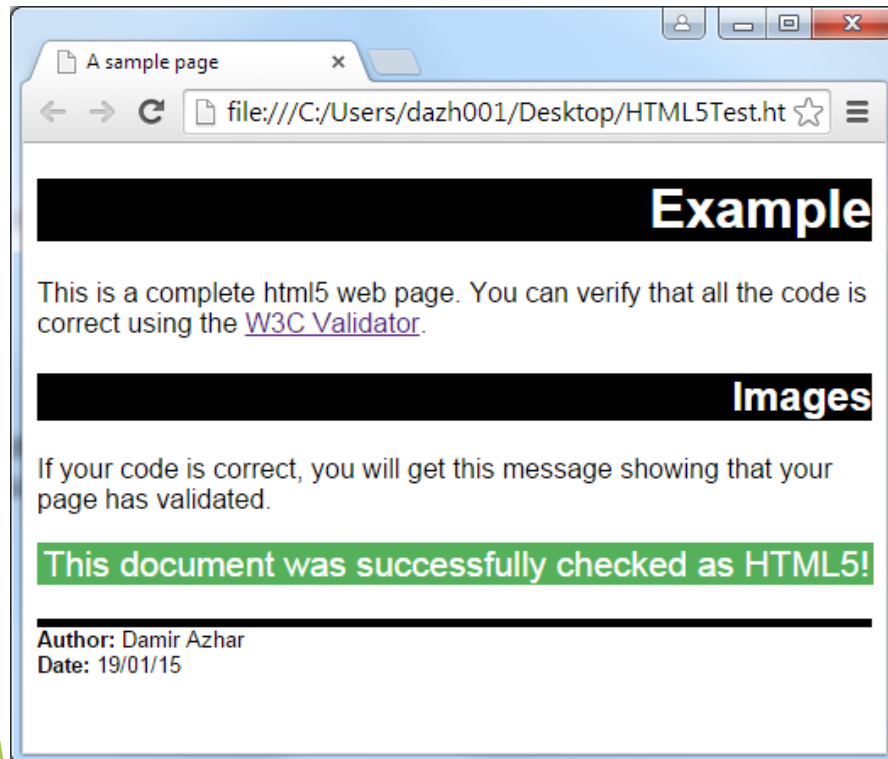 A sample page
file:///C:/Users/dazh001/Desktop/HTML5Test.ht
Example
This is a complete html5 web page. You can verify that all the code is
correct using the W3C Validator.
Images
If your code is correct, you will get this message showing that your
page has validated.
This document was successfully checked as HTML5!
Author: Damir Azhar
Date: 19/01/15